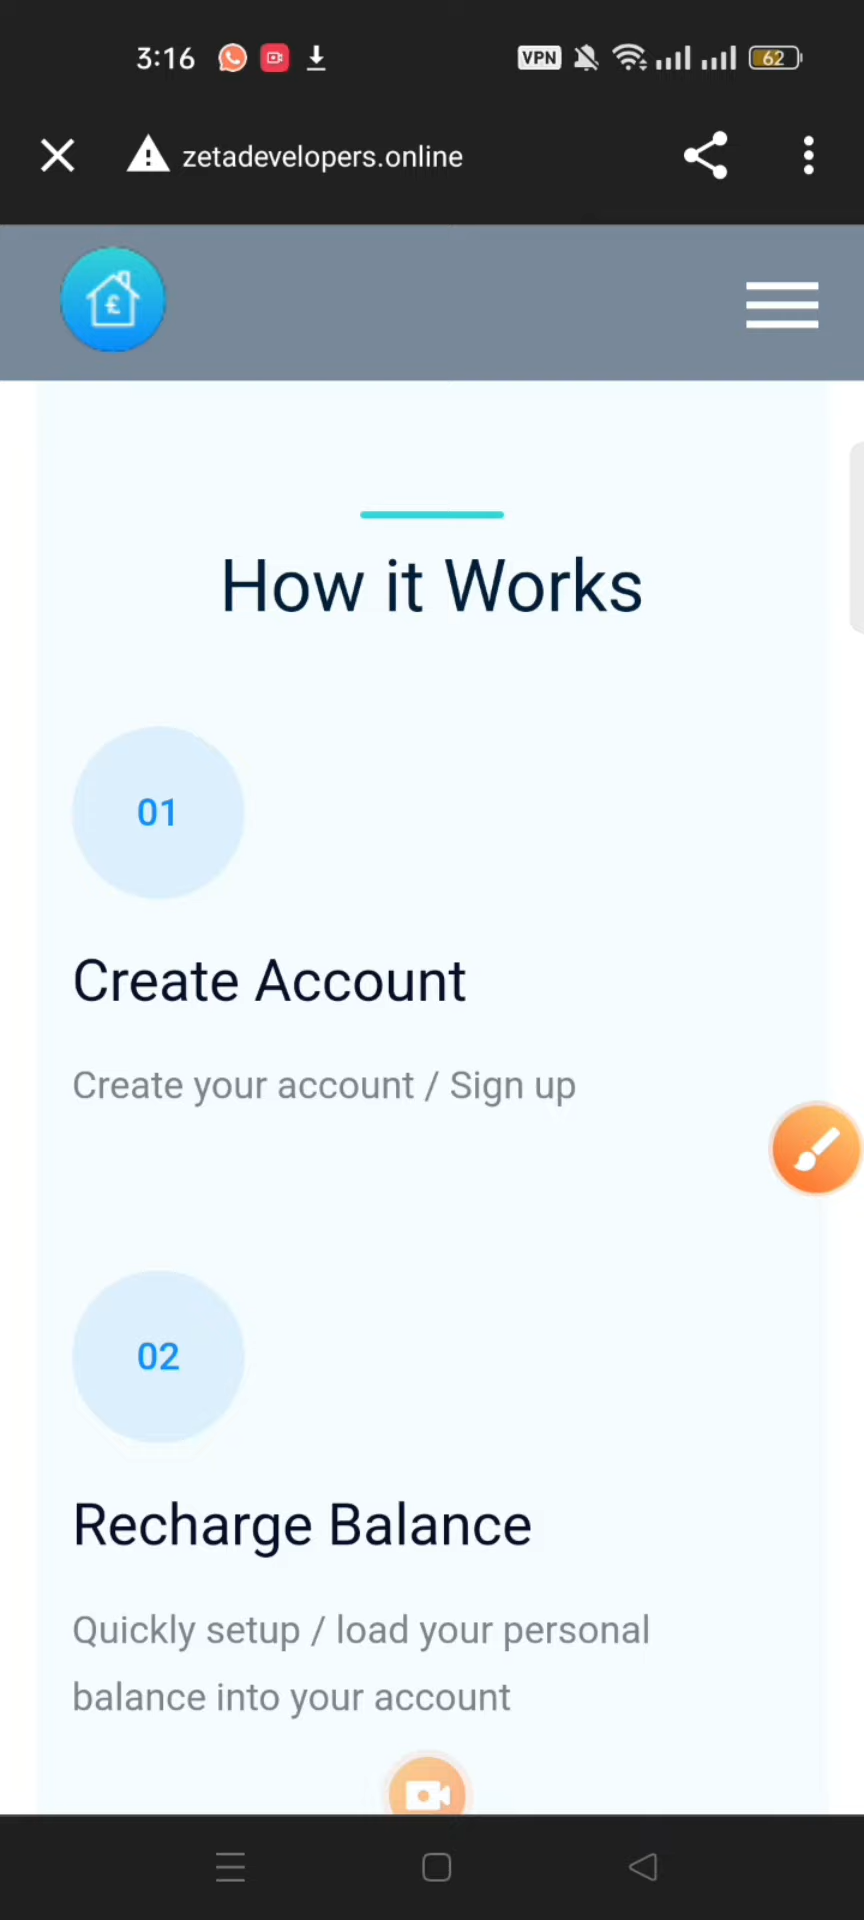 3:16 VPN 62
zetadevelopers.online
£
How it Works
01
Create Account
Create your account / Sign up
02
Recharge Balance
Quickly setup / load your personal
balance into your account